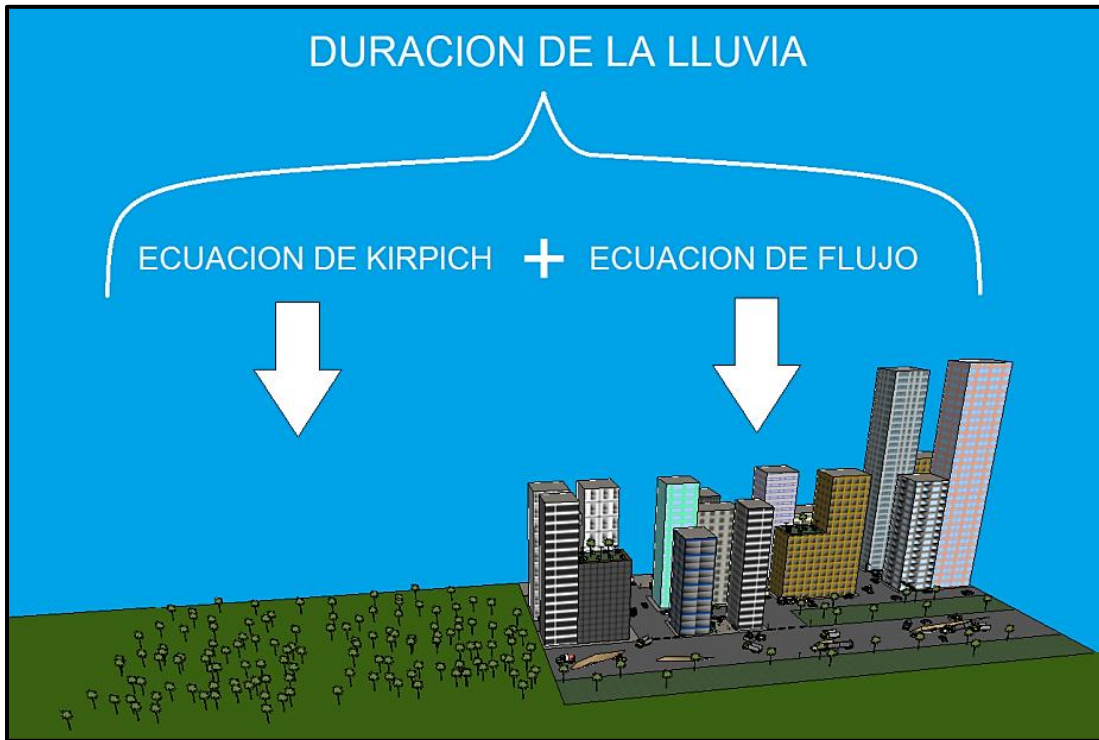 DURACION DE LA LLUVIA
ECUACION DE KIRPICH + ECUACION DE FLUJO